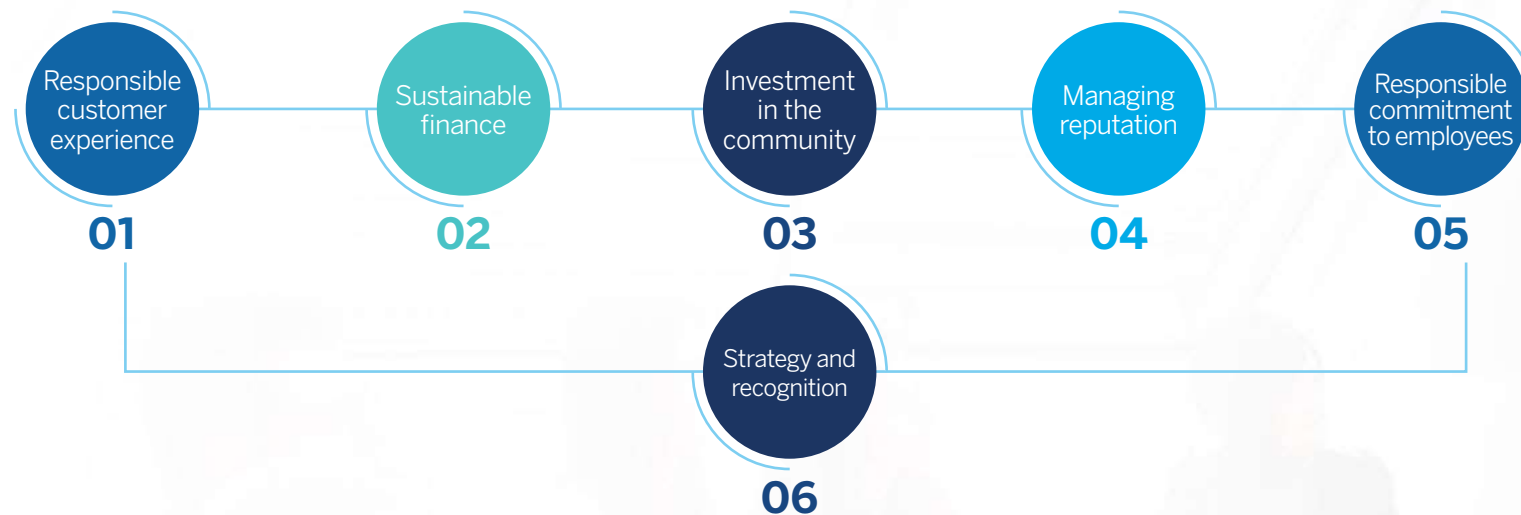 Responsible
customer
experience
01
Sustainable
finance
02
Investment
in the
community
03
Managing
reputation
04
Responsible
commitment
to employees
05
Strategy and
recognition
06